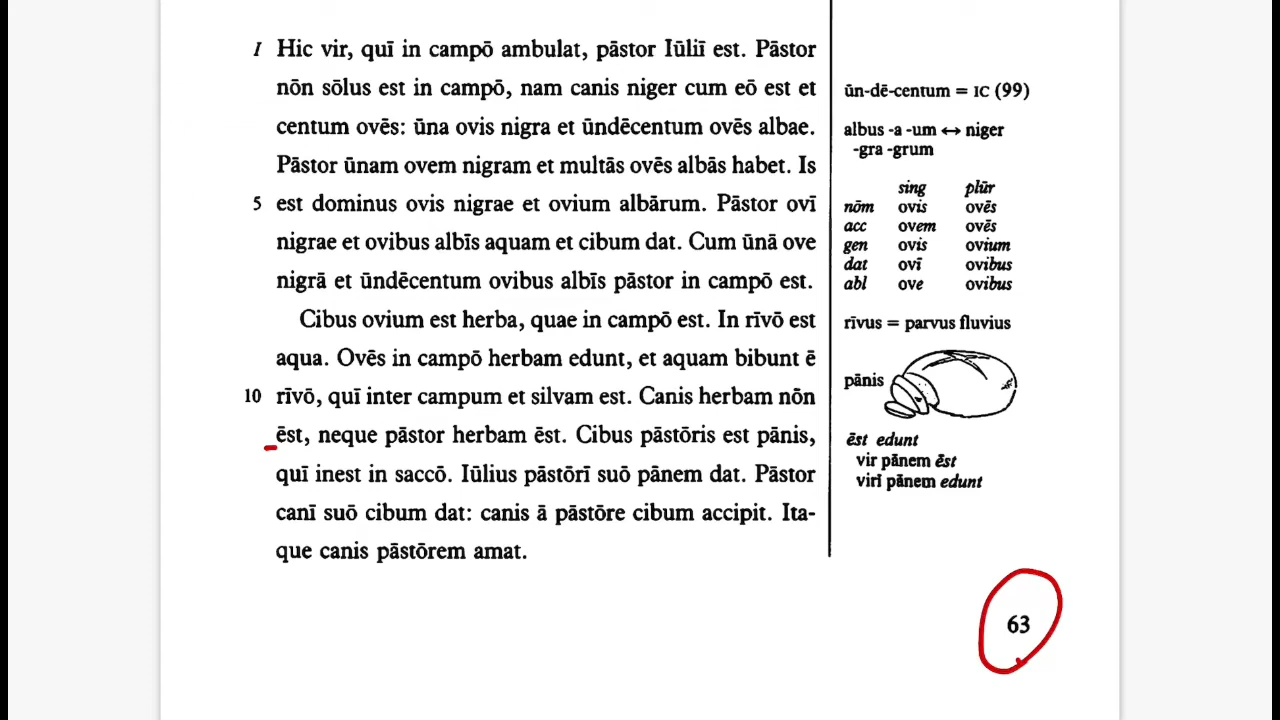 I Hic vir, quī in campō ambulat, pāstor Iūliī est. Pāstor
nōn sōlus est in campō, nam canis niger cum eō est et
centum ovēs: ūna ovis nigra et ūndēcentum ovēs albae.
Pāstor ūnam ovem nigram et multās ovēs albās habet. Is
5 est dominus ovis nigrae et ovium albārum. Pāstor ovī
nigrae et ovibus albīs aquam et cibum dat. Cum ūnā ove
nigrā et ūndēcentum ovibus albīs pāstor in campō est.
Cibus ovium est herba, quae in campō est. In rīvō est
aqua. Ovēs in campō herbam edunt, et aquam bibunt ē
10 rīvō, quī inter campum et silvam est. Canis herbam nōn
ēst, neque pāstor herbam ēst. Cibus pāstōris est pānis,
quī inest in saccō. Iūlius pāstōrī suō pānem dat. Pāstor
canī suō cibum dat: canis ā pāstōre cibum accipit. Ita-
que canis pāstōrem amat.
ūn-dē-centum = IC (99)
albus -a -um ↔ niger
-gra -grum
sing plūr
nōm ovis ovēs
acc ovem ovēs
gen ovis ovium
dat ovī ovibus
abl ove ovibus
rīvus = parvus fluvius
pānis
ēst edunt
vir pānem ēst
virī pānem edunt
63